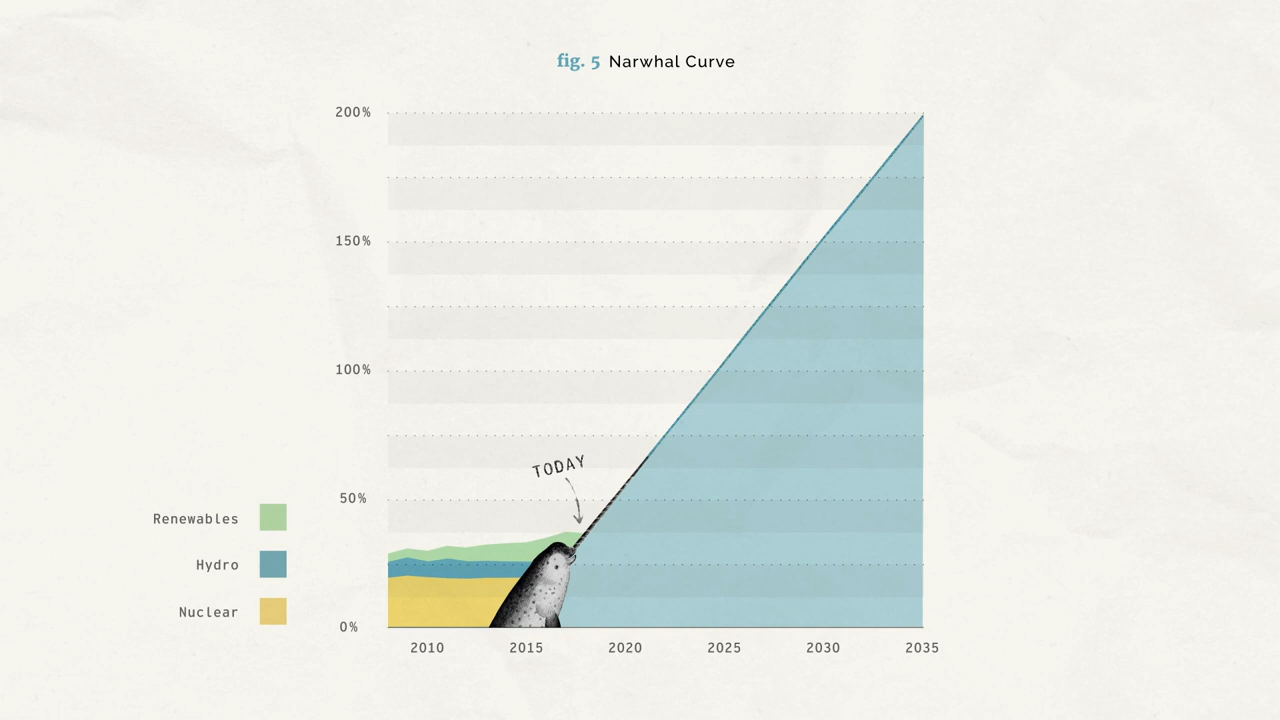 fig. 5 Narwhal Curve
200%
150%
100%
50%
0%
TODAY
Renewables
Hydro
Nuclear
2010 2015 2020 2025 2030 2035